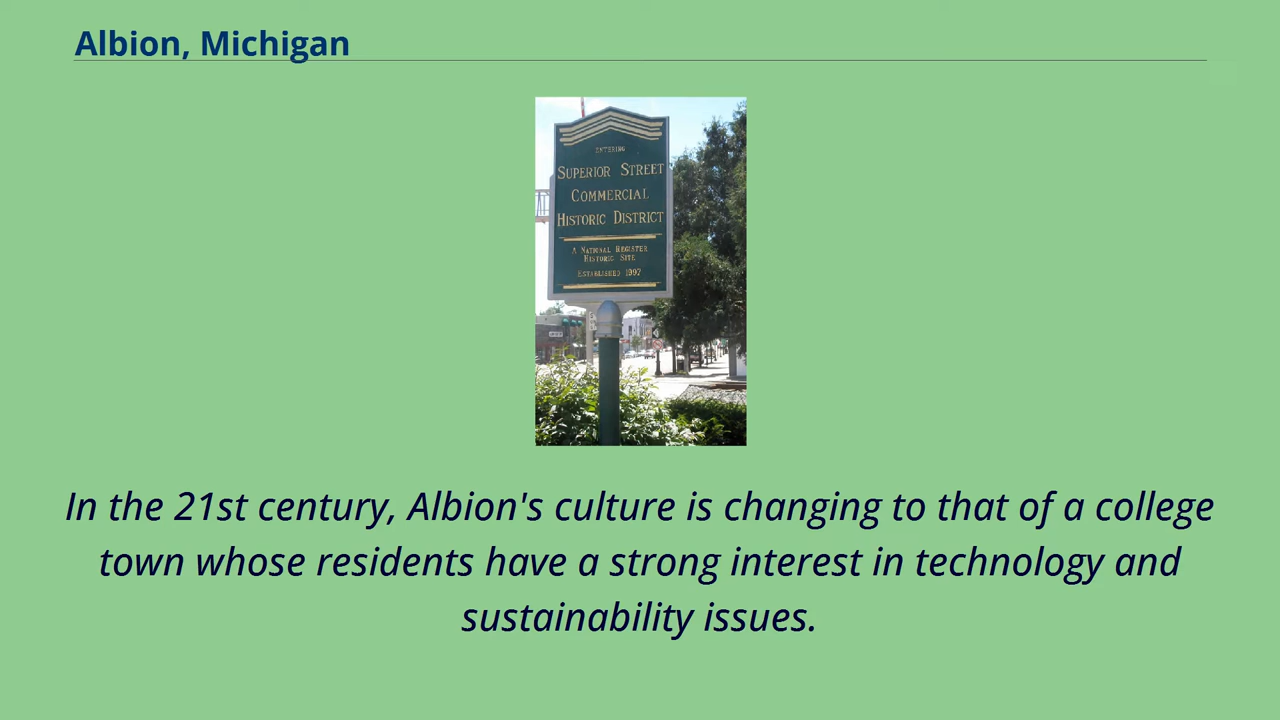 Albion, Michigan
ENTERING
SUPERIOR STREET
COMMERCIAL
HISTORIC DISTRICT
A NATIONAL REGISTER
HISTORIC SITE
ESTABLISHED 1997
In the 21st century, Albion's culture is changing to that of a college
town whose residents have a strong interest in technology and
sustainability issues.